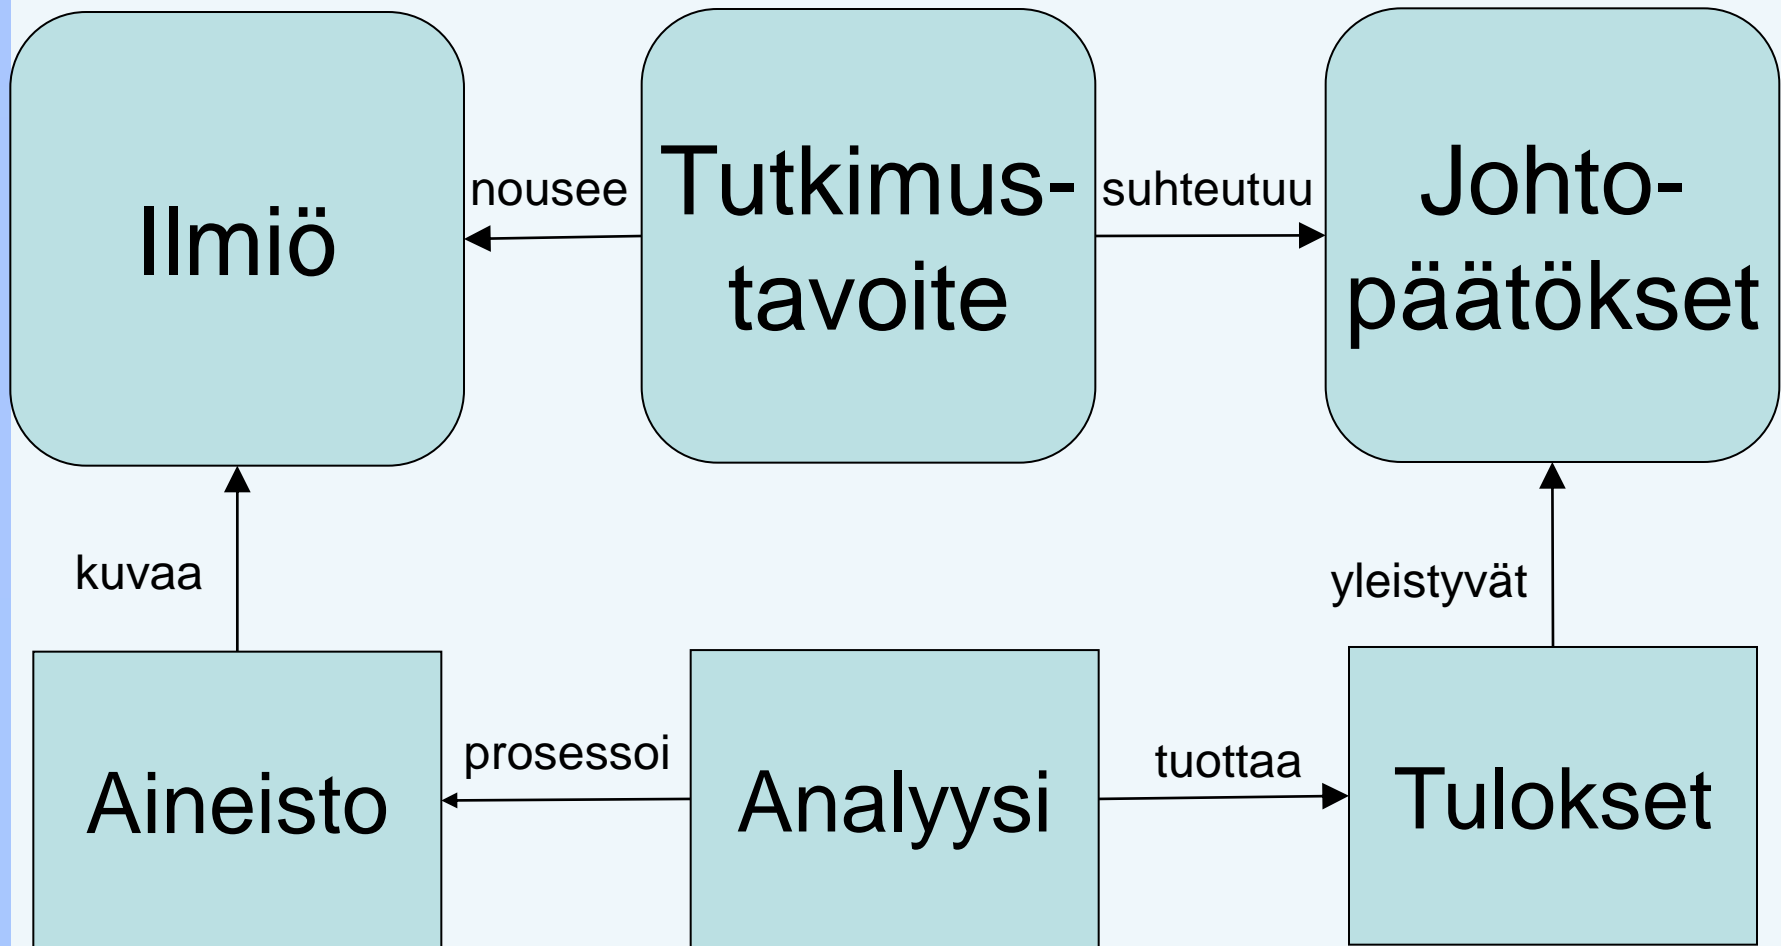 Ilmiö
nousee
Tutkimus-
tavoite
suhteutuu
Johto-
päätökset
kuvaa
yleistyvät
Aineisto
prosessoi
Analyysi
tuottaa
Tulokset